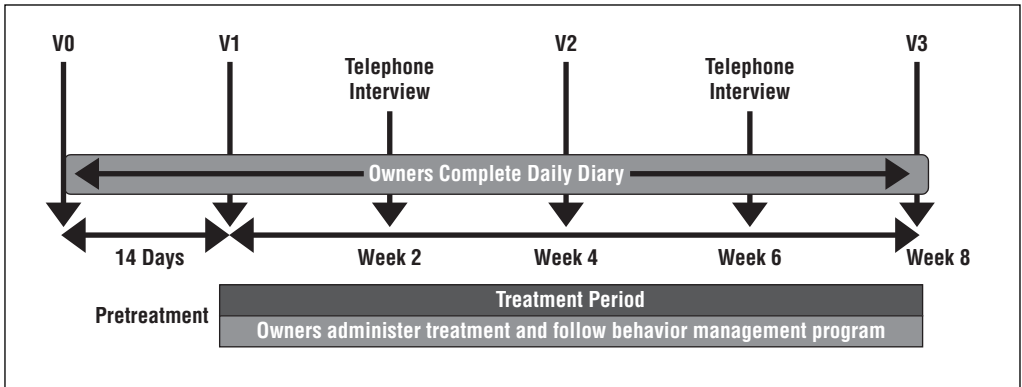 V0
V1
V2
V3
Telephone
Interview
Telephone
Interview
Owners Complete Daily Diary
14 Days
Week 2
Week 4
Week 6
Week 8
Pretreatment
Treatment Period
Owners administer treatment and follow behavior management program